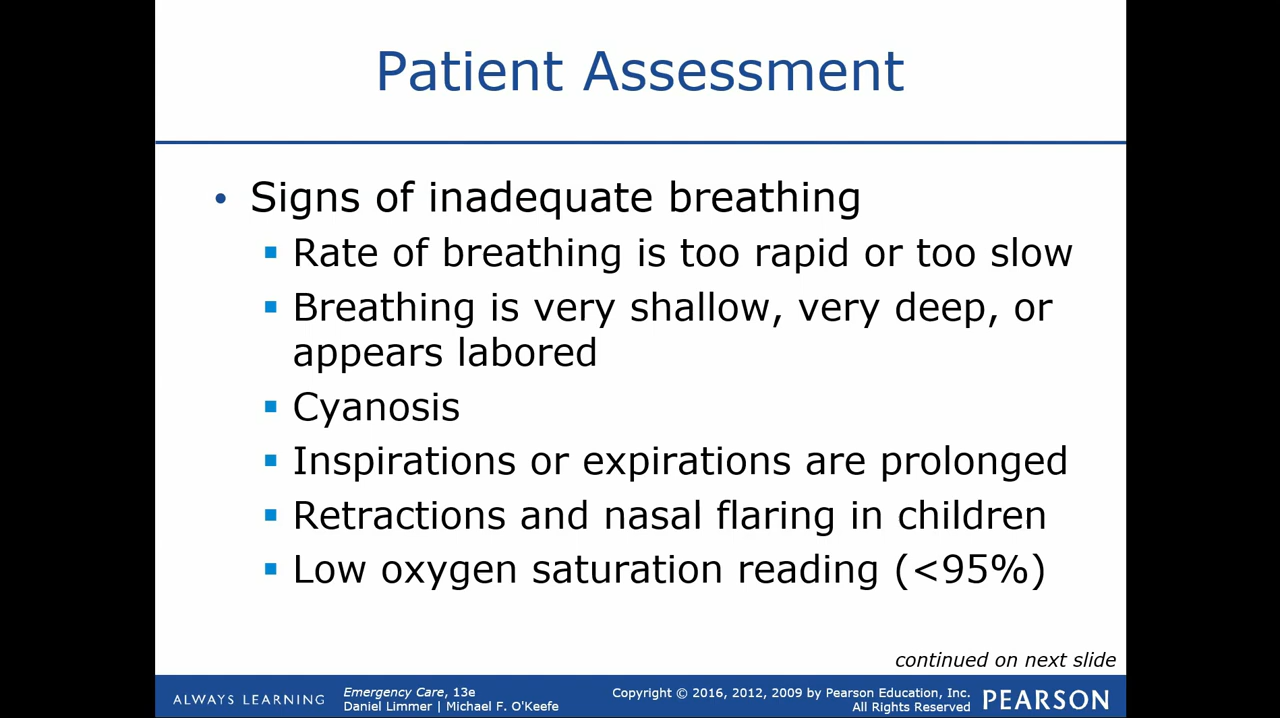 Patient Assessment
• Signs of inadequate breathing
▪ Rate of breathing is too rapid or too slow
▪ Breathing is very shallow, very deep, or
appears labored
▪ Cyanosis
▪ Inspirations or expirations are prolonged
▪ Retractions and nasal flaring in children
▪ Low oxygen saturation reading (<95%)
continued on next slide
ALWAYS LEARNING
Emergency Care, 13e
Daniel Limmer | Michael F. O'Keefe
Copyright © 2016, 2012, 2009 by Pearson Education, Inc.
All Rights Reserved
PEARSON